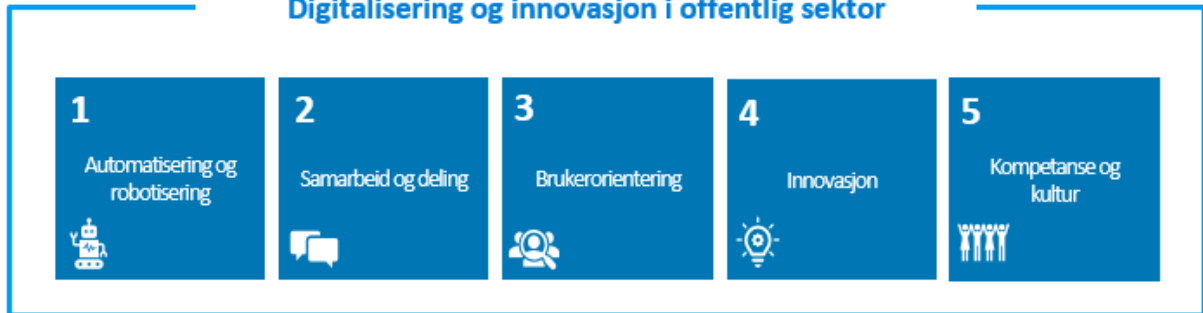 Digitalisering og innovasjon i offentlig sektor
1
Automatisering og
robotisering
2
Samarbeid og deling
3
Brukerorientering
4
Innovasjon
5
Kompetanse og
kultur